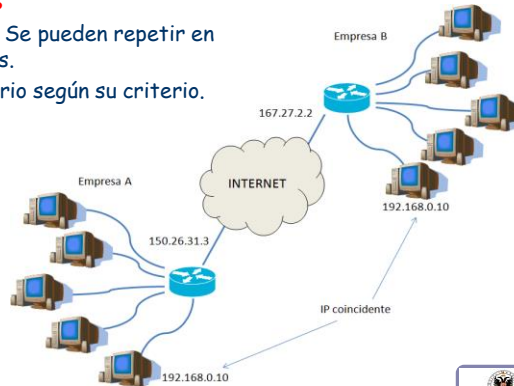 Se pueden repetir en
s.
rio según su criterio.
Empresa B
167.27.2.2
INTERNET
Empresa A
192.168.0.10
150.26.31.3
IP coincidente
192.168.0.10